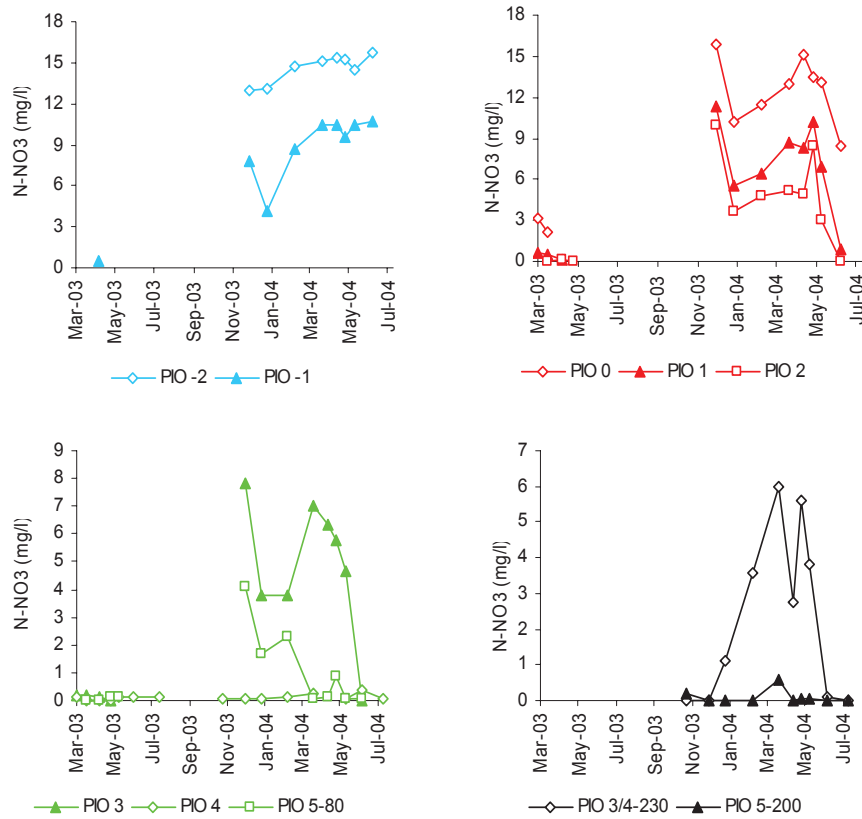 N-NO3 (mg/l)
18
15
12
9
6
3
0
Mar-03
May-03
Jul-03
Sep-03
Nov-03
Jan-04
Mar-04
May-04
Jul-04
PIO -2 PIO -1
N-NO3 (mg/l)
18
15
12
9
6
3
0
Mar-03
May-03
Jul-03
Sep-03
Nov-03
Jan-04
Mar-04
May-04
Jul-04
PIO 0 PIO 1 PIO 2
N-NO3 (mg/l)
9
8
7
6
5
4
3
2
1
0
Mar-03
May-03
Jul-03
Sep-03
Nov-03
Jan-04
Mar-04
May-04
Jul-04
PIO 3 PIO 4 PIO 5-80
N-NO3 (mg/l)
7
6
5
4
3
2
1
0
Mar-03
May-03
Jul-03
Sep-03
Nov-03
Jan-04
Mar-04
May-04
Jul-04
PIO 3/4-230 PIO 5-200